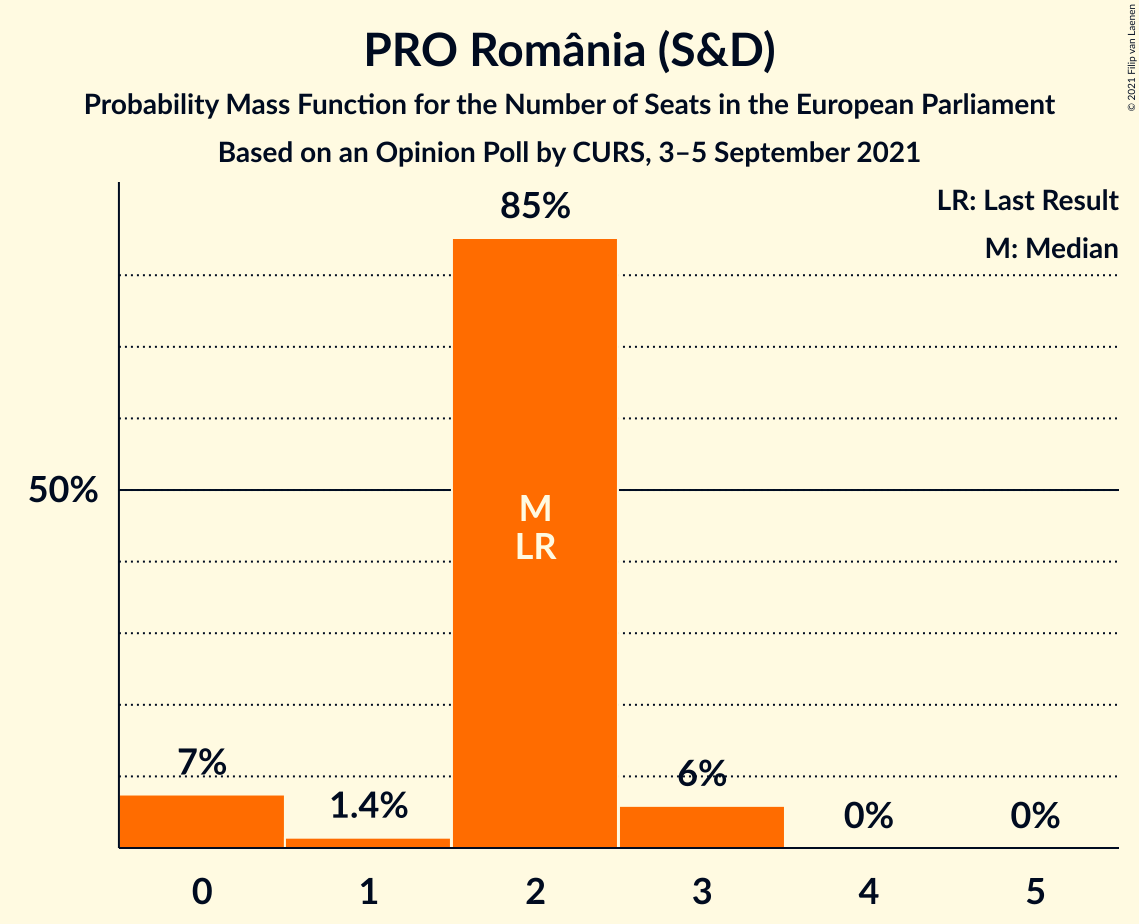 PRO România (S&D)
Probability Mass Function for the Number of Seats in the European Parliament
Based on an Opinion Poll by CURS, 3–5 September 2021
© 2021 Filip van Laenen
LR: Last Result
M: Median
85%
50%
M
LR
7%
1.4%
6%
0%
0%
0 1 2 3 4 5